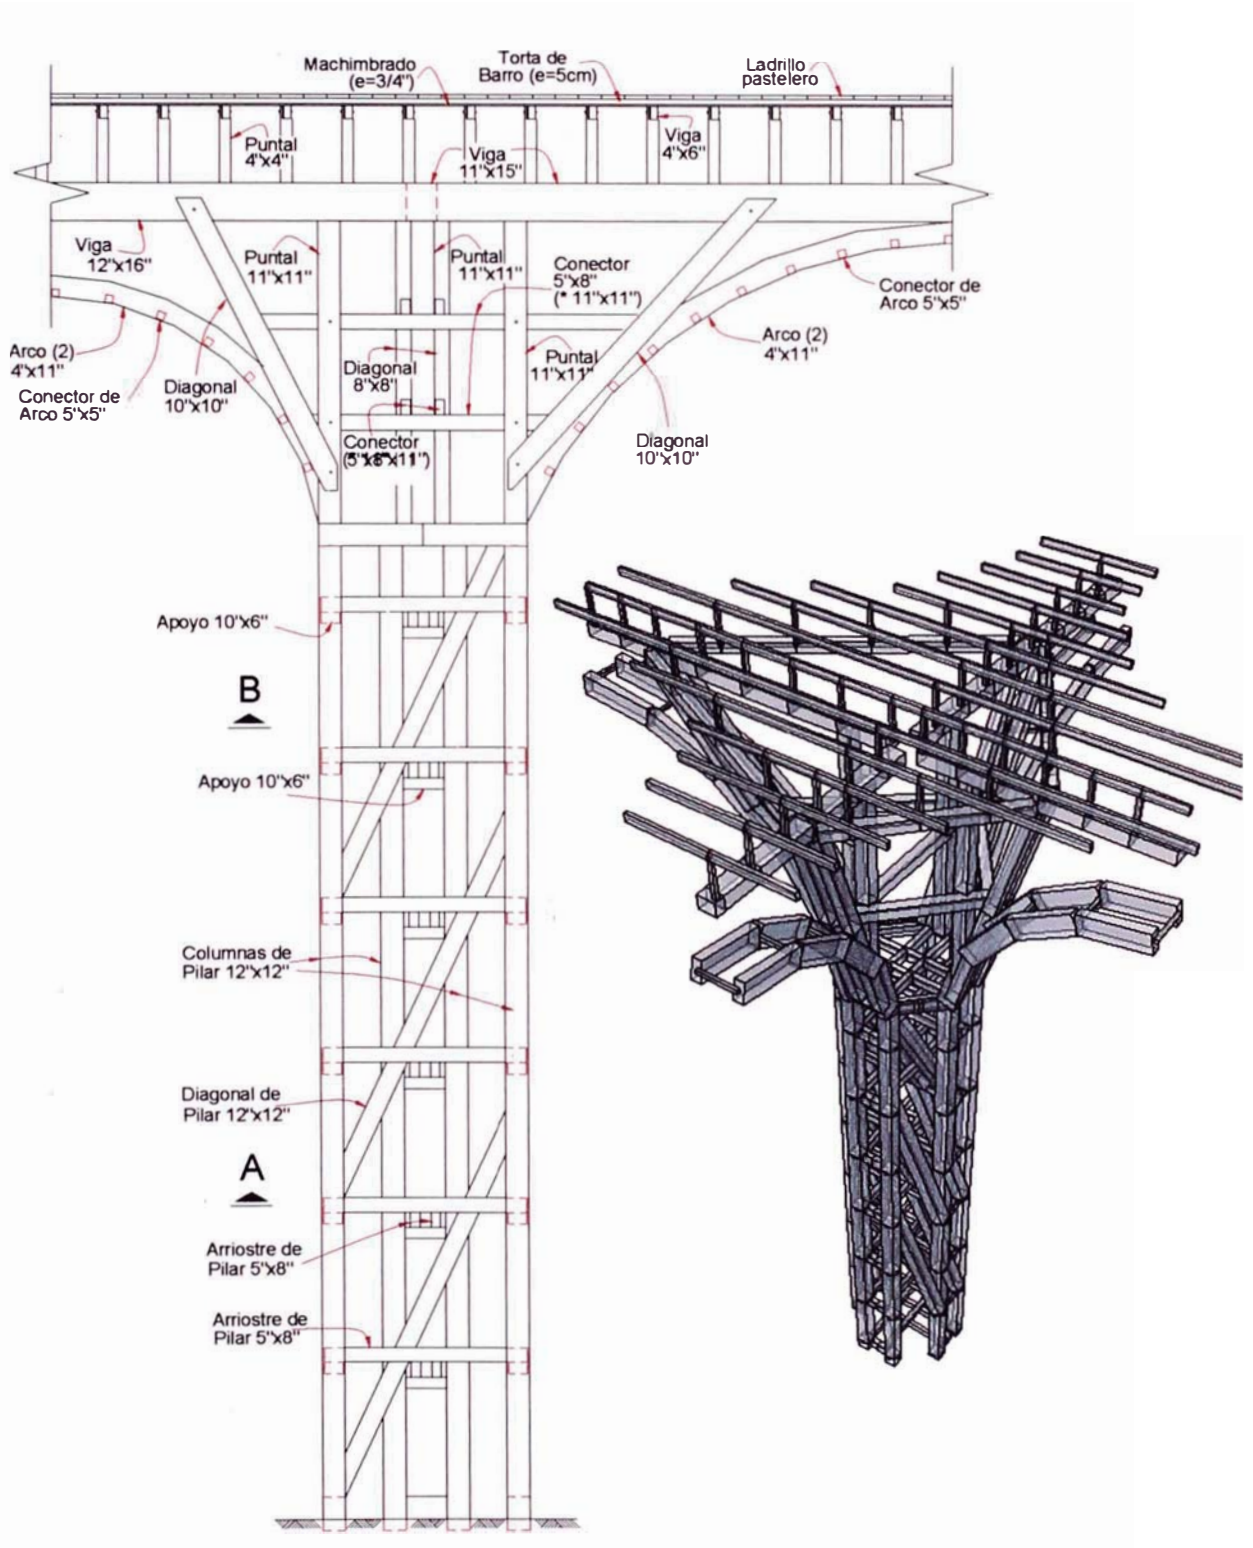 Machimbrado
(e=3/4")
Torta de
Barro (e=5cm)
Ladrillo
pastelero
Puntal
4"x4"
Viga
11"x15"
Viga
4"x6"
Viga
12"x16"
Puntal
11"x11"
Puntal
11"x11"
Conector
5"x8"
(* 11"x11")
Conector de
Arco 5"x5"
Arco (2)
4"x11"
Conector de
Arco 5"x5"
Diagonal
10"x10"
Diagonal
8"x8"
Puntal
11"x11"
Arco (2)
4"x11"
Conector
Diagonal
10"x10"
Apoyo 10"x6"
B
Apoyo 10"x6"
Columnas de
Pilar 12"x12"
Diagonal de
Pilar 12"x12"
A
Arriostre de
Pilar 5"x8"
Arriostre de
Pilar 5"x8"